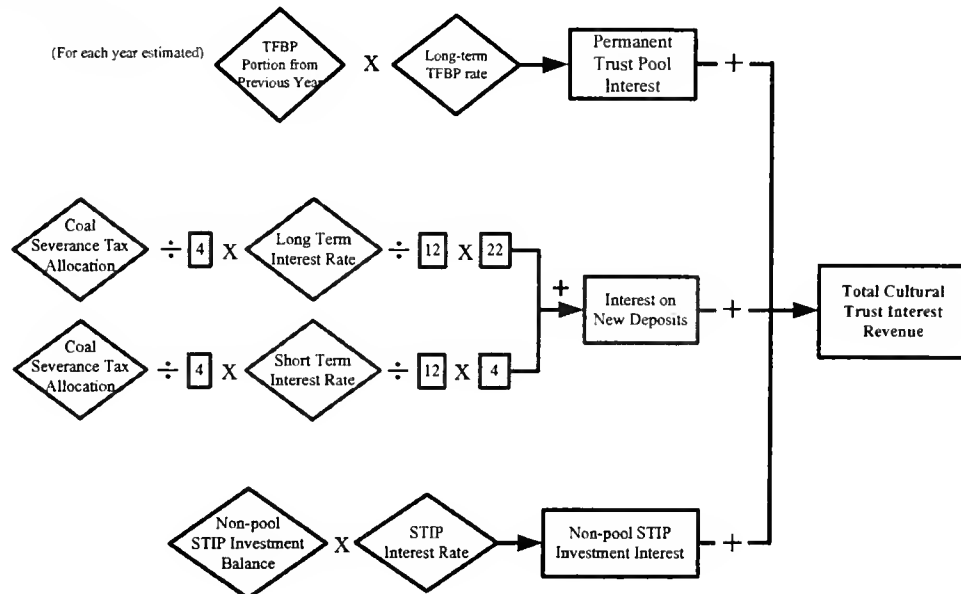 (For each year estimated)
TFBP
Portion from
Previous Year
X
Long-term
TFBP rate
Permanent
Trust Pool
Interest
+
Coal
Severance Tax
Allocation
÷ 4 X
Long Term
Interest Rate
÷ 12 X 22
+
Interest on
New Deposits
+
Total Cultural
Trust Interest
Revenue
Coal
Severance Tax
Allocation
÷ 4 X
Short Term
Interest Rate
÷ 12 X 4
Non-pool
STIP Investment
Balance
X
STIP
Interest Rate
Non-pool STIP
Investment Interest
+